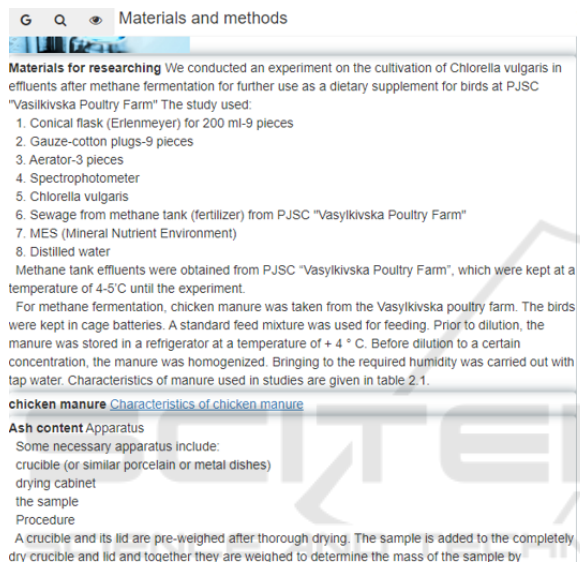 G Materials and methods
Materials for researching We conducted an experiment on the cultivation of Chlorella vulgaris in
effluents after methane fermentation for further use as a dietary supplement for birds at PJSC
"Vasilkivska Poultry Farm" The study used:
1. Conical flask (Erlenmeyer) for 200 ml-9 pieces
2. Gauze-cotton plugs-9 pieces
3. Aerator-3 pieces
4. Spectrophotometer
5. Chlorella vulgaris
6. Sewage from methane tank (fertilizer) from PJSC "Vasylkivska Poultry Farm"
7. MES (Mineral Nutrient Environment)
8. Distilled water
Methane tank effluents were obtained from PJSC “Vasylkivska Poultry Farm”, which were kept at a
temperature of 4-5'C until the experiment.
For methane fermentation, chicken manure was taken from the Vasylkivska poultry farm. The birds
were kept in cage batteries. A standard feed mixture was used for feeding. Prior to dilution, the
manure was stored in a refrigerator at a temperature of + 4 ° C. Before dilution to a certain
concentration, the manure was homogenized. Bringing to the required humidity was carried out with
tap water. Characteristics of manure used in studies are given in table 2.1.
chicken manure Characteristics of chicken manure
Ash content Apparatus
Some necessary apparatus include:
crucible (or similar porcelain or metal dishes)
drying cabinet
the sample
Procedure
A crucible and its lid are pre-weighed after thorough drying. The sample is added to the completely
dry crucible and lid and together they are weighed to determine the mass of the sample by